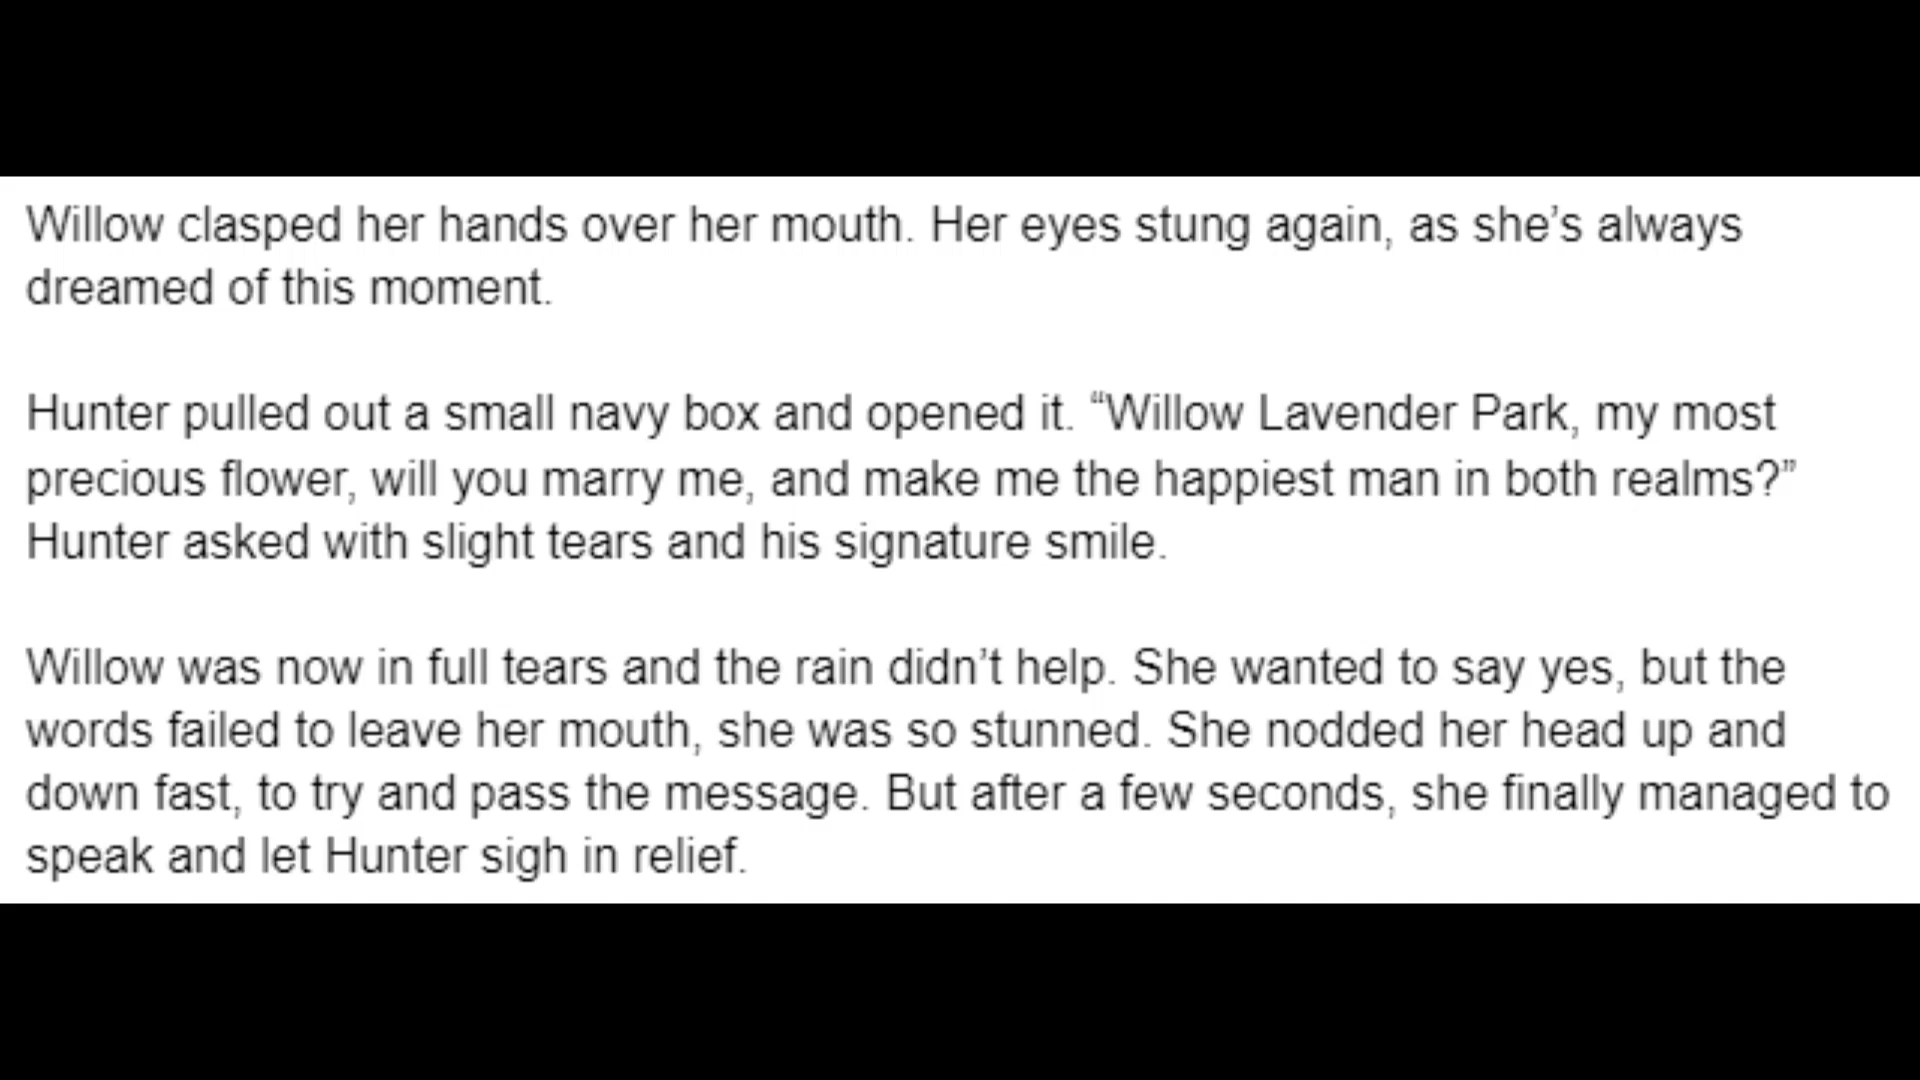 Willow clasped her hands over her mouth. Her eyes stung again, as she’s always
dreamed of this moment.
Hunter pulled out a small navy box and opened it. “Willow Lavender Park, my most
precious flower, will you marry me, and make me the happiest man in both realms?”
Hunter asked with slight tears and his signature smile.
Willow was now in full tears and the rain didn’t help. She wanted to say yes, but the
words failed to leave her mouth, she was so stunned. She nodded her head up and
down fast, to try and pass the message. But after a few seconds, she finally managed to
speak and let Hunter sigh in relief.